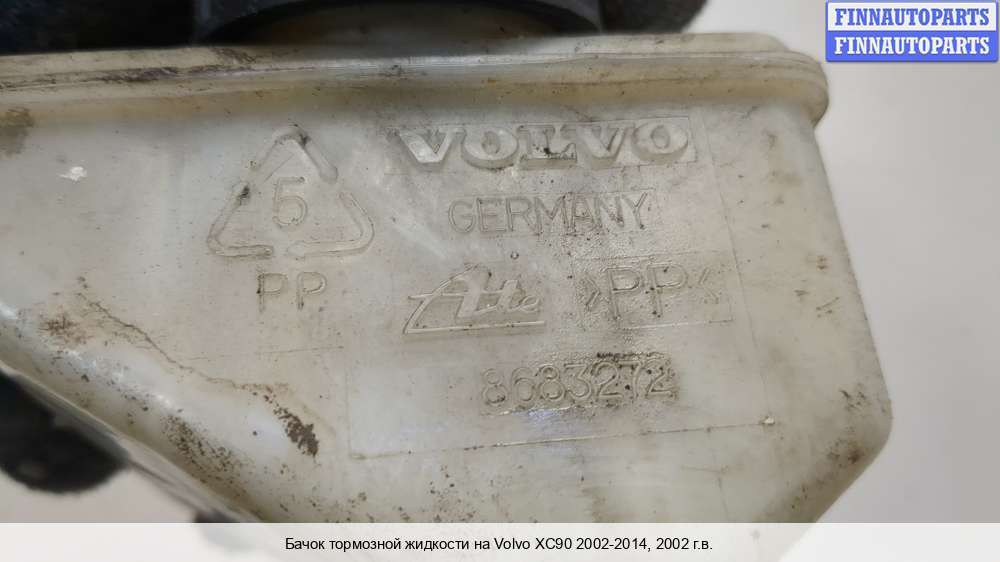 FINNAUTOPARTS
FINNAUTOPARTS
VOLVO
5
GERMANY
PP
Ate
»PP«
8683272
Бачок тормозной жидкости на Volvo XC90 2002-2014, 2002 г.в.